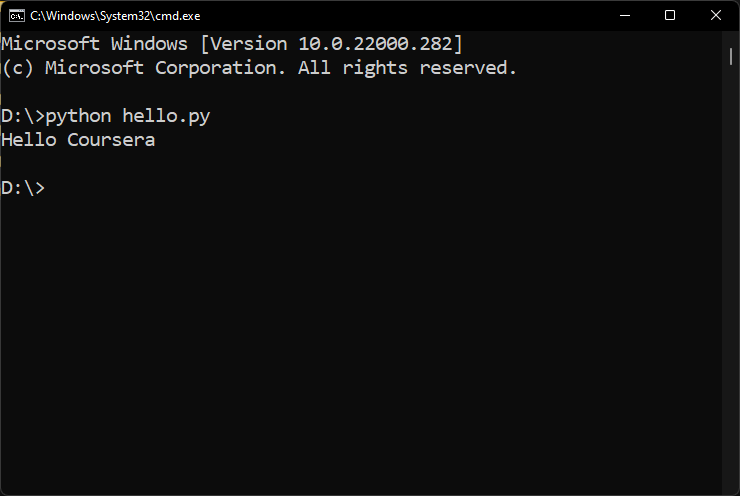 C:\Windows\System32\cmd.exe
Microsoft Windows [Version 10.0.22000.282]
(c) Microsoft Corporation. All rights reserved.
D:\>python hello.py
Hello Coursera
D:\>